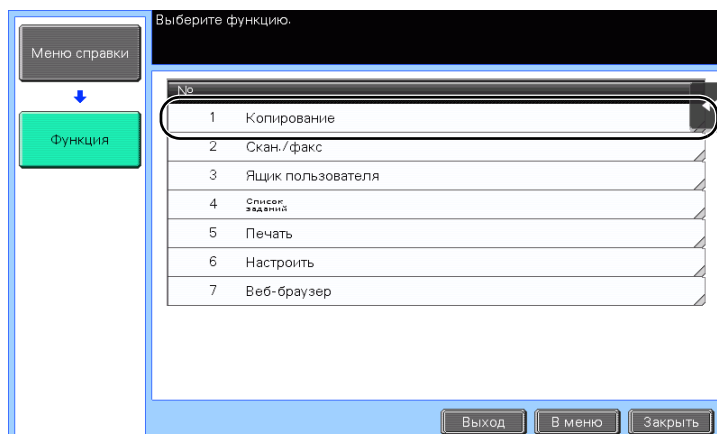 Выберите функцию.
Меню справки
Функция
№
1 Копирование
2 Скан./факс
3 Ящик пользователя
4 Список заданий
5 Печать
6 Настроить
7 Веб-браузер
Выход В меню Закрыть